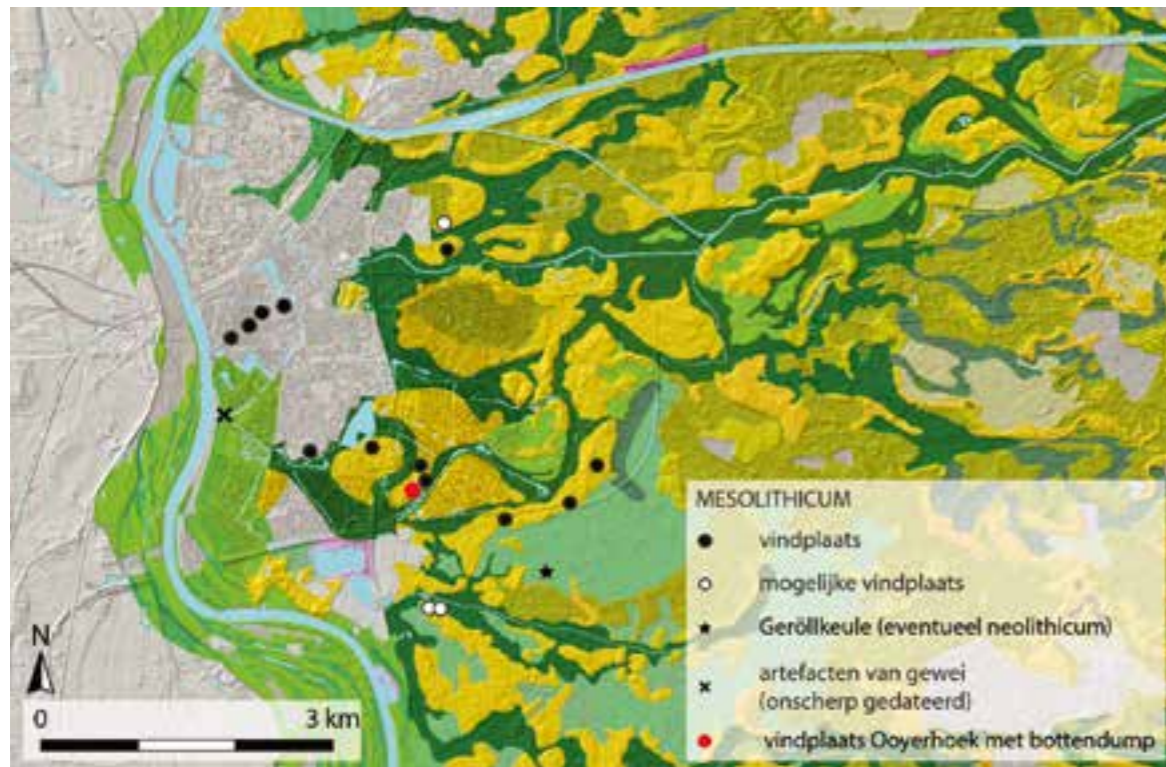 MESOLITHICUM
vindplaats
mogelijke vindplaats
Geröllkeule (eventueel neolithicum)
artefacten van gewei
(onscherp gedateerd)
vindplaats Ooyerhoek met bottendump
N
0 3 km